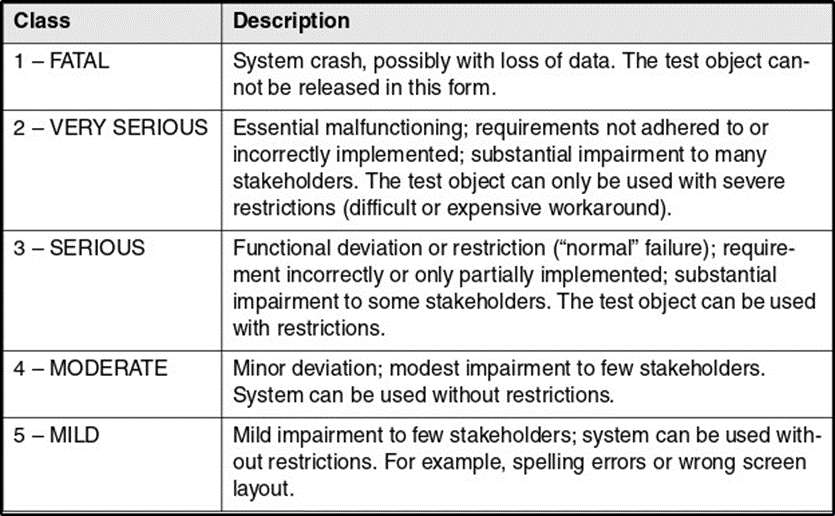 Class Description
1 – FATAL System crash, possibly with loss of data. The test object can-
not be released in this form.
2 – VERY SERIOUS Essential malfunctioning; requirements not adhered to or
incorrectly implemented; substantial impairment to many
stakeholders. The test object can only be used with severe
restrictions (difficult or expensive workaround).
3 – SERIOUS Functional deviation or restriction (“normal” failure); require-
ment incorrectly or only partially implemented; substantial
impairment to some stakeholders. The test object can be used
with restrictions.
4 – MODERATE Minor deviation; modest impairment to few stakeholders.
System can be used without restrictions.
5 – MILD Mild impairment to few stakeholders; system can be used with-
out restrictions. For example, spelling errors or wrong screen
layout.